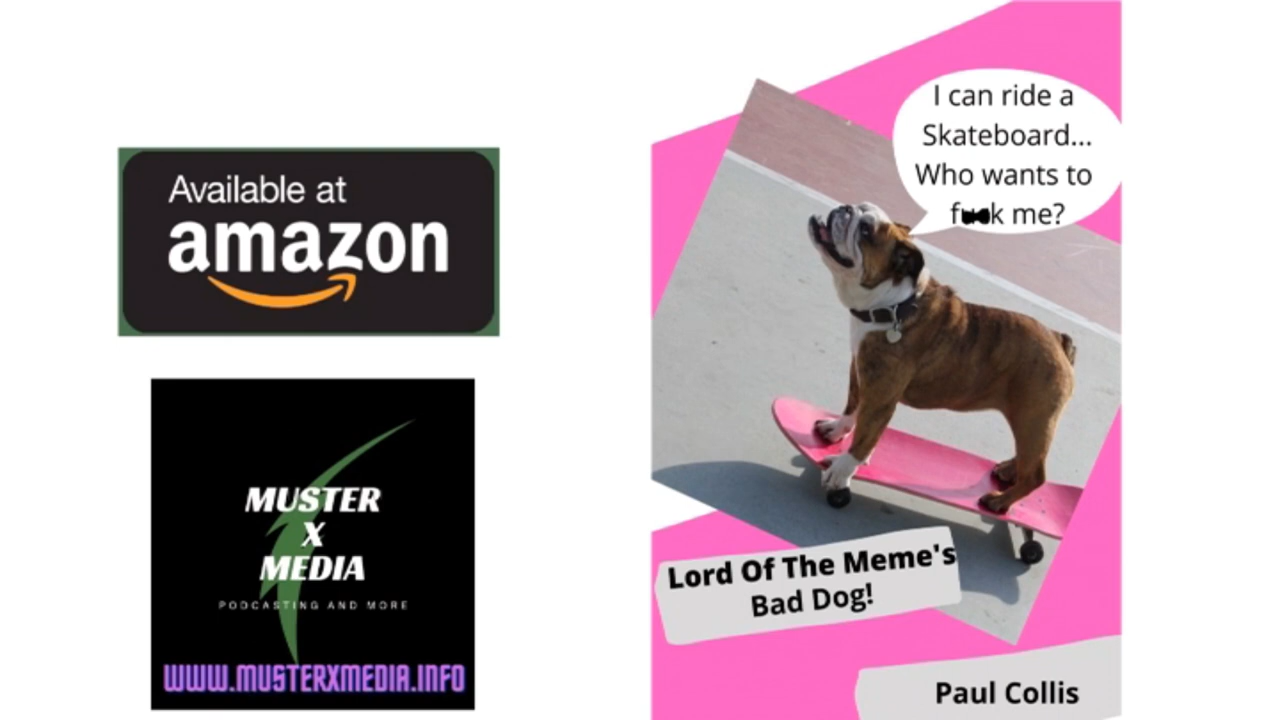 Available at
amazon
MUSTER
X
MEDIA
PODCASTING AND MORE
WWW.MUSTERXMEDIA.INFO
I can ride a
Skateboard...
Who wants to
fuck me?
Lord Of The Meme's
Bad Dog!
Paul Collis